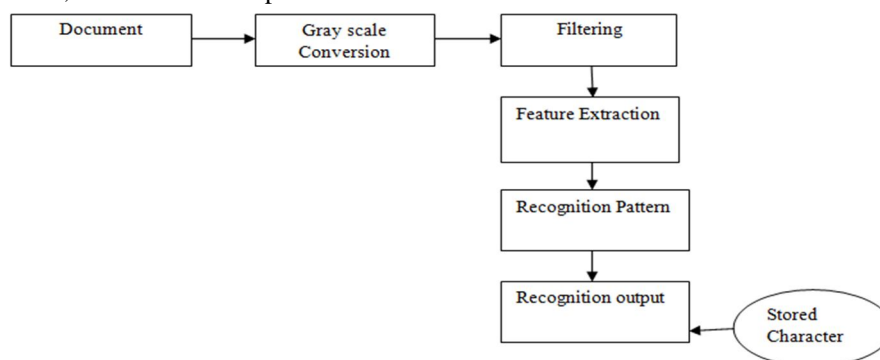 Document
Gray scale
Conversion
Filtering
Feature Extraction
Recognition Pattern
Recognition output
Stored
Character